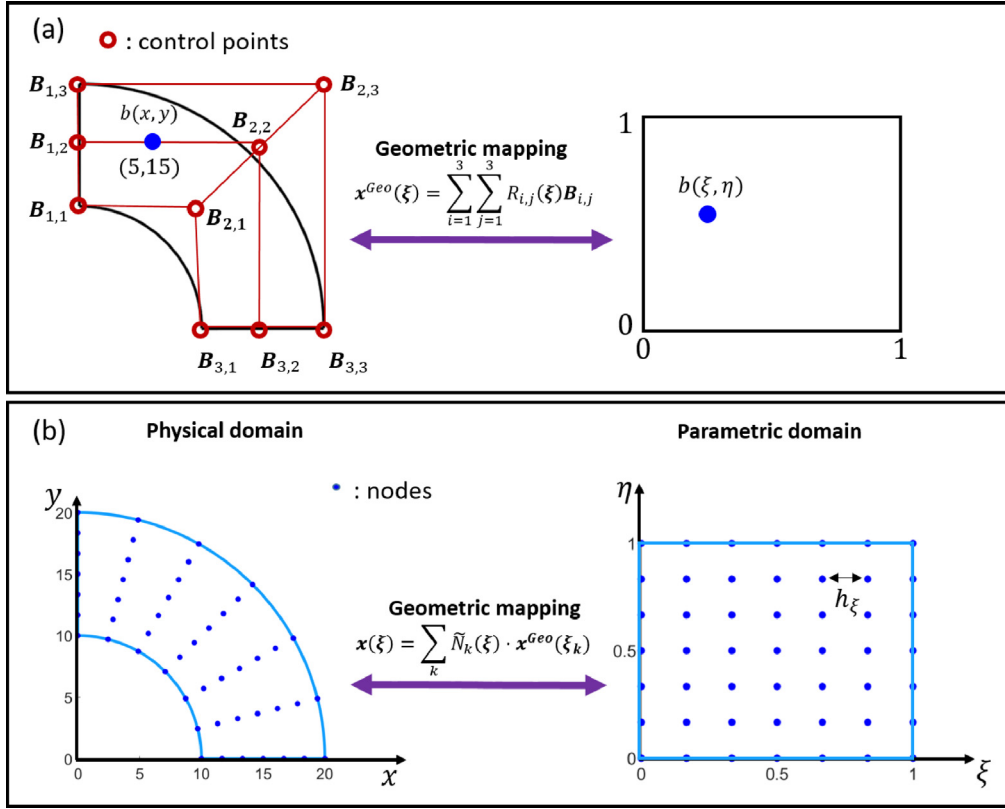 (a)
: control points
B1,3
B2,3
b(x, y)
B2,2
B1,2
(5,15)
B1,1
B2,1
B3,1
B3,2
B3,3
Geometric mapping
x^Geo(ξ) = ∑_{i=1}^{3} ∑_{j=1}^{3} R_{i,j}(ξ)B_{i,j}
1
b(ξ, η)
0
0
1
(b)
Physical domain
Parametric domain
: nodes
y
20
15
10
5
0
0
5
10
15
20
x
Geometric mapping
x(ξ) = ∑_k Ñ_k(ξ) · x^Geo(ξ_k)
η
1
h_ξ
0.5
0
0
0.5
1
ξ